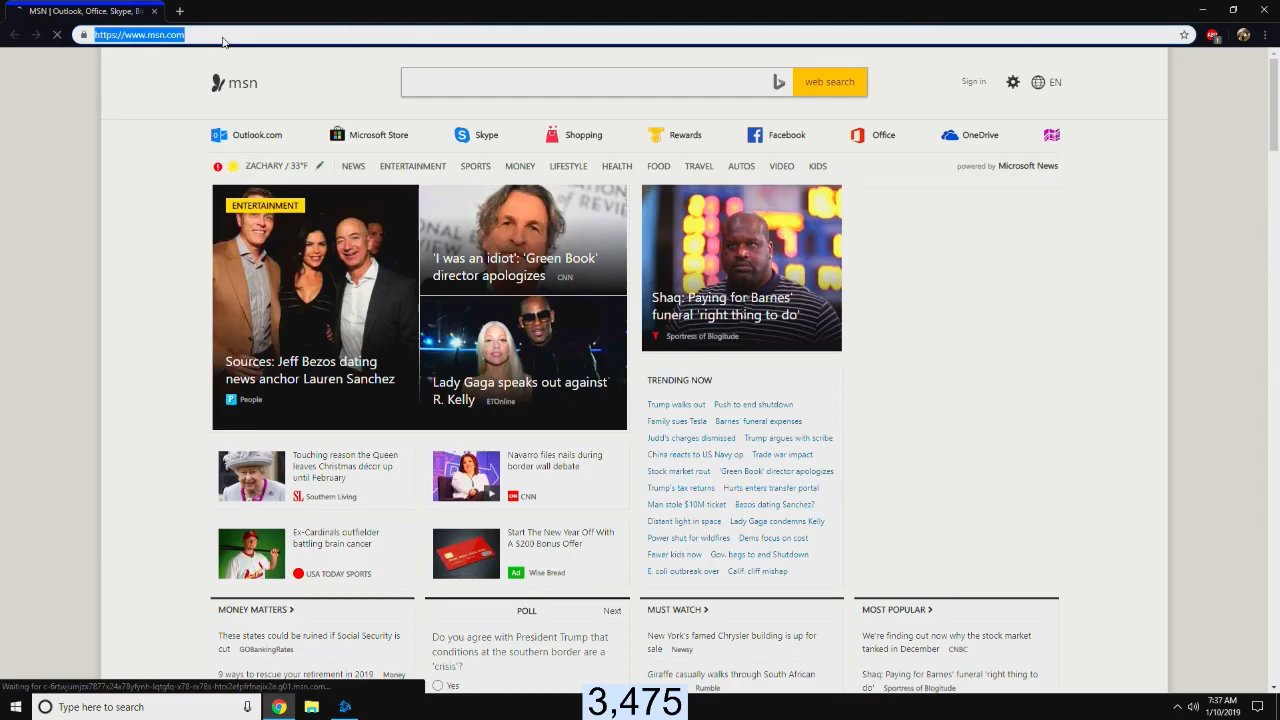 MSN | Outlook, Office, Skype, Bi
https://www.msn.com
msn
web search
Sign in
EN
Outlook.com
Microsoft Store
Skype
Shopping
Rewards
Facebook
Office
OneDrive
ZACHARY / 33°F
NEWS
ENTERTAINMENT
SPORTS
MONEY
LIFESTYLE
HEALTH
FOOD
TRAVEL
AUTOS
VIDEO
KIDS
powered by Microsoft News
ENTERTAINMENT
Sources: Jeff Bezos dating
news anchor Lauren Sanchez
People
'I was an idiot': 'Green Book'
director apologizes CNN
Lady Gaga speaks out against
R. Kelly ETOnline
Shaq: Paying for Barnes'
funeral 'right thing to do'
Sportress of Blogitude
TRENDING NOW
Trump walks out Push to end shutdown
Family sues Tesla Barnes' funeral expenses
Judd's charges dismissed Trump argues with scribe
China reacts to US Navy op Trade war impact
Stock market rout 'Green Book' director apologizes
Trump's tax returns Hurts enters transfer portal
Man stole $10M ticket Bezos dating Sanchez?
Distant light in space Lady Gaga condemns Kelly
Power shut for wildfires Dems focus on cost
Fewer kids now Gov. begs to end Shutdown
E. coli outbreak over Calif. cliff mishap
Touching reason the Queen
leaves Christmas décor up
until February
Southern Living
Navarro files nails during
border wall debate
CNN
Ex-Cardinals outfielder
battling brain cancer
USA TODAY SPORTS
Start The New Year Off With
A $200 Bonus Offer
Ad Wise Bread
MONEY MATTERS
These states could be ruined if Social Security is
cut GOBankingRates
9 ways to rescue your retirement in 2019 Money
POLL Next
Do you agree with President Trump that
conditions at the southern border are a
'crisis'?
Yes
MUST WATCH
New York's famed Chrysler building is up for
sale Newsy
Giraffe casually walks through South African
Rumble
MOST POPULAR
We're finding out now why the stock market
tanked in December CNBC
Shaq: Paying for Barnes' funeral 'right thing to
do' Sportress of Blogitude
Type here to search
3,475
7:37 AM
1/10/2019